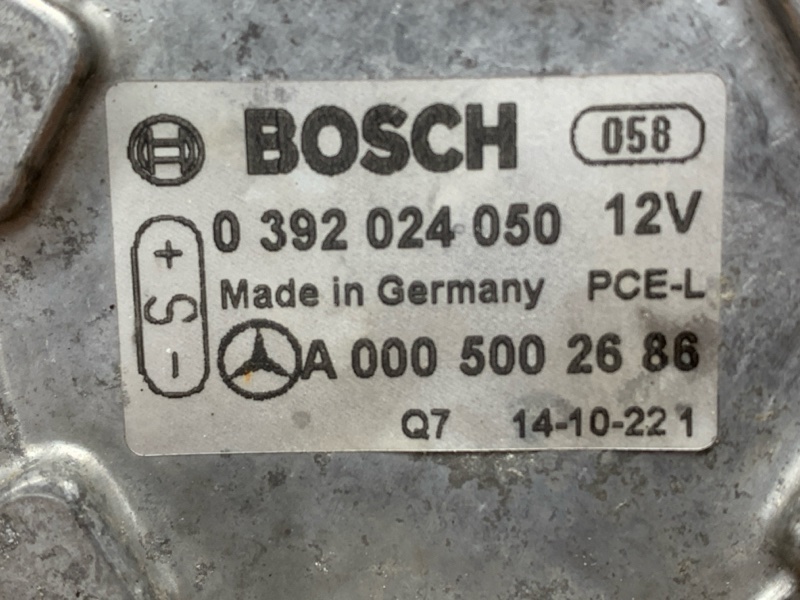 BOSCH 058
0 392 024 050 12V
+ S -
Made in Germany PCE-L
A 000 500 26 86
Q7 14-10-22 1